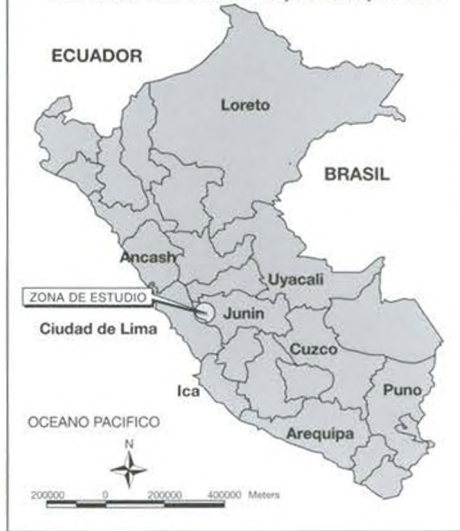 ECUADOR
Loreto
BRASIL
Ancash
Uyacali
ZONA DE ESTUDIO
Junin
Ciudad de Lima
Cuzco
Ica
Puno
OCEANO PACIFICO
Arequipa
N
200000 0 200000 400000 Meters